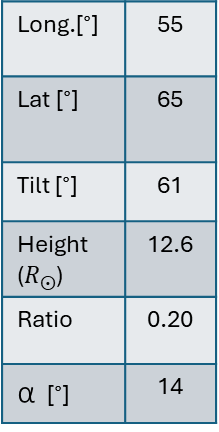 Long.[°] 55
Lat [°] 65
Tilt [°] 61
Height 12.6
(R☉)
Ratio 0.20
α [°] 14